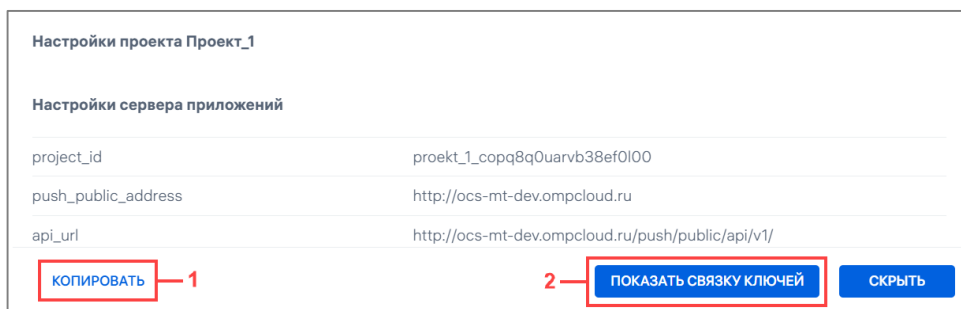 Настройки проекта Проект_1
Настройки сервера приложений
project_id proekt_1_copq8q0uarvb38ef0l00
push_public_address http://ocs-mt-dev.ompcloud.ru
api_url http://ocs-mt-dev.ompcloud.ru/push/public/api/v1/
КОПИРОВАТЬ 1 2 ПОКАЗАТЬ СВЯЗКУ КЛЮЧЕЙ СКРЫТЬ